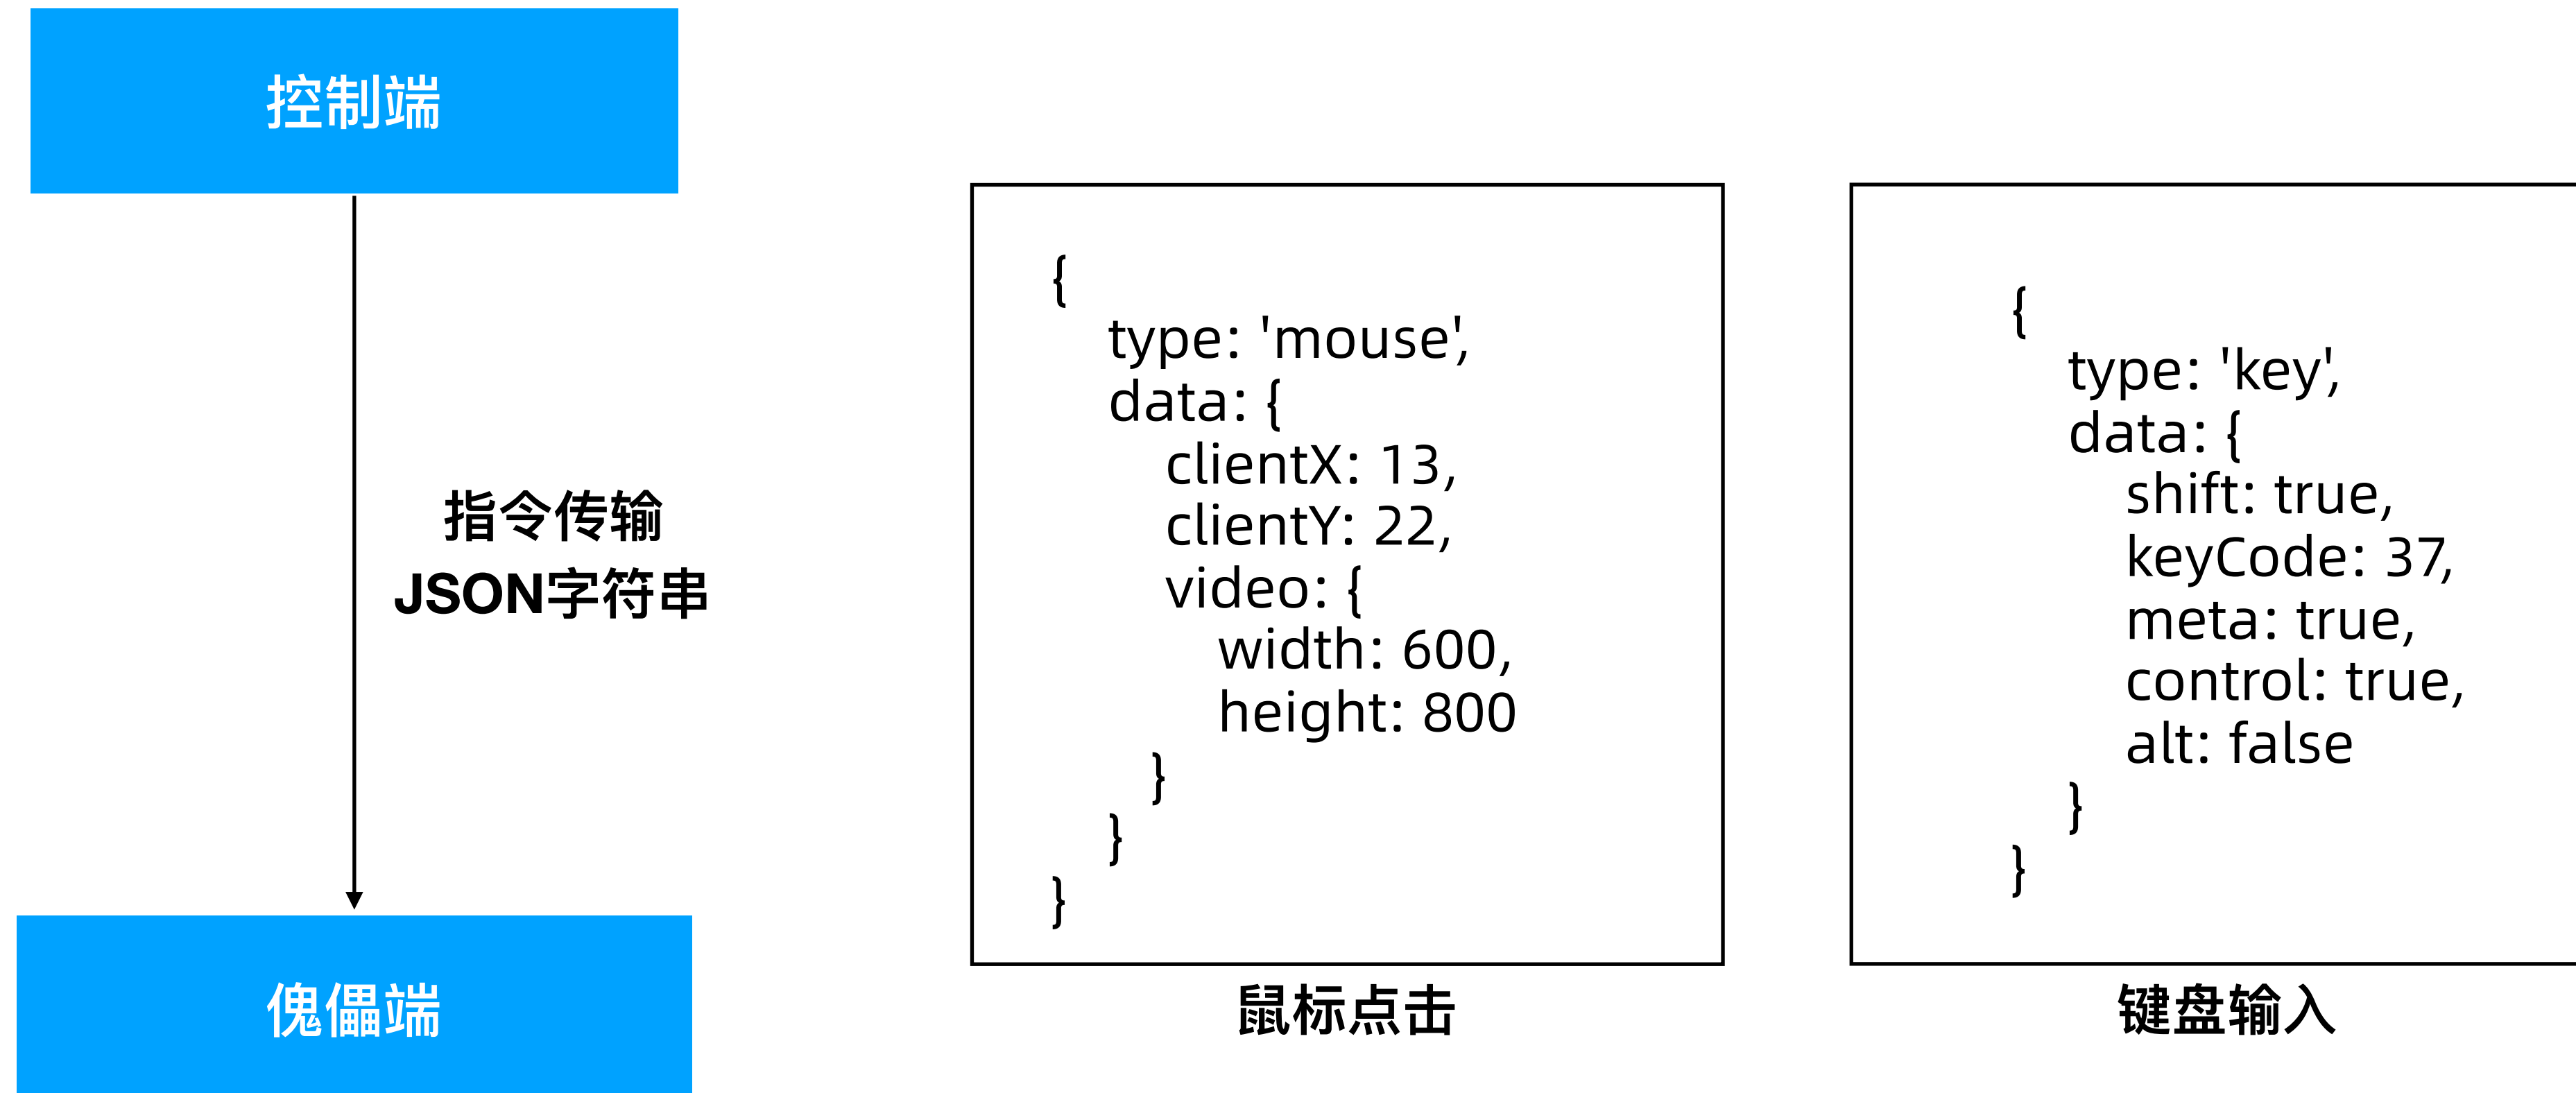 控制端
指令传输
JSON字符串
傀儡端
{
type: 'mouse',
data: {
clientX: 13,
clientY: 22,
video: {
width: 600,
height: 800
}
}
}
鼠标点击
{
type: 'key',
data: {
shift: true,
keyCode: 37,
meta: true,
control: true,
alt: false
}
}
键盘输入